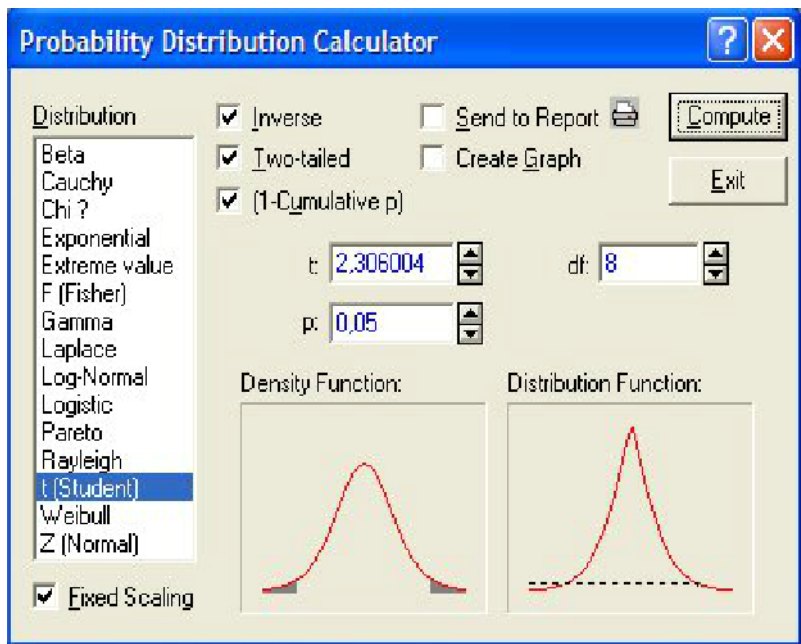 Probability Distribution Calculator
Distribution
Beta
Cauchy
Chi ?
Exponential
Extreme value
F (Fisher)
Gamma
Laplace
Log-Normal
Logistic
Pareto
Rayleigh
t (Student)
Weibull
Z (Normal)
Fixed Scaling
Inverse
Two-tailed
(1-Cumulative p)
Send to Report
Create Graph
Compute
Exit
t: 2,306004
df: 8
p: 0,05
Density Function:
Distribution Function: